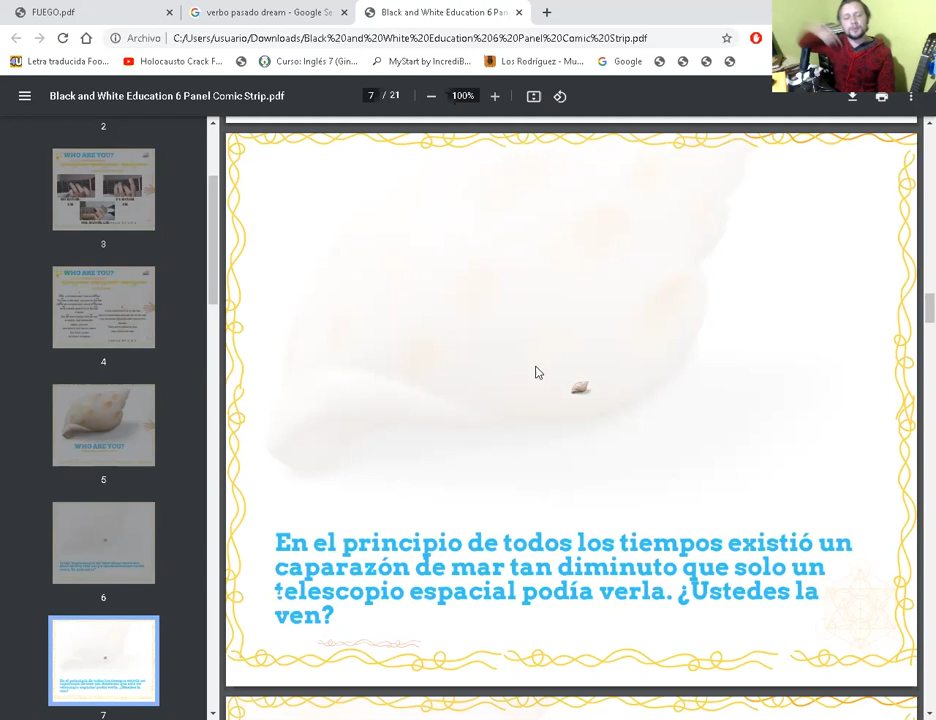 FUEGO.pdf
verbo pasado dream - Google Se
Black and White Education 6 Pan
Archivo
C:/Users/usuario/Downloads/Black%20and%20White%20Education%206%20Panel%20Comic%20Strip.pdf
Letra traducida Foo...
Holocausto Crack F...
Curso: Inglés 7 (Gin...
MyStart by IncrediB...
Los Rodríguez - Mu...
Google
Black and White Education 6 Panel Comic Strip.pdf
7 / 21
100%
2
WHO ARE YOU?
3
WHO ARE YOU?
4
WHO ARE YOU?
5
6
7
En el principio de todos los tiempos existió un
caparazón de mar tan diminuto que solo un
telescopio espacial podía verla. ¿Ustedes la
ven?